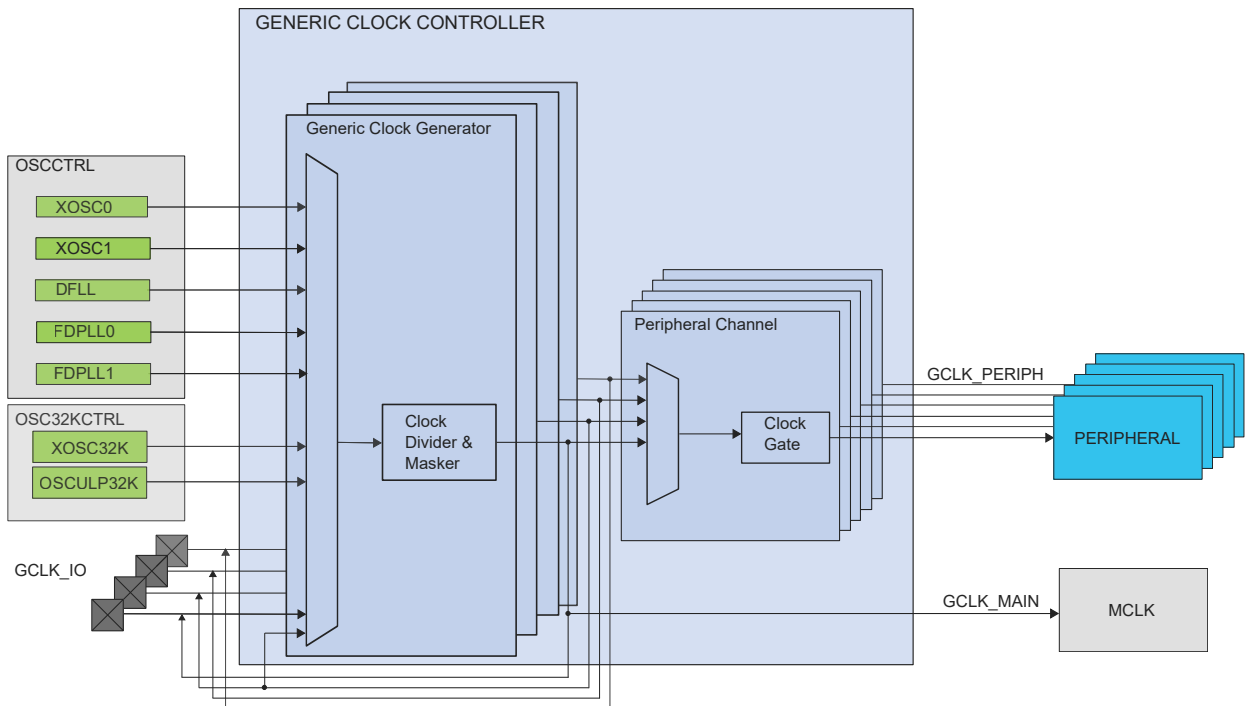 GENERIC CLOCK CONTROLLER
Generic Clock Generator
OSCCTRL
XOSC0
XOSC1
DFLL
FDPLL0
FDPLL1
OSC32KCTRL
XOSC32K
OSCULP32K
GCLK_IO
Clock
Divider &
Masker
Peripheral Channel
Clock
Gate
GCLK_PERIPH
PERIPHERAL
GCLK_MAIN
MCLK